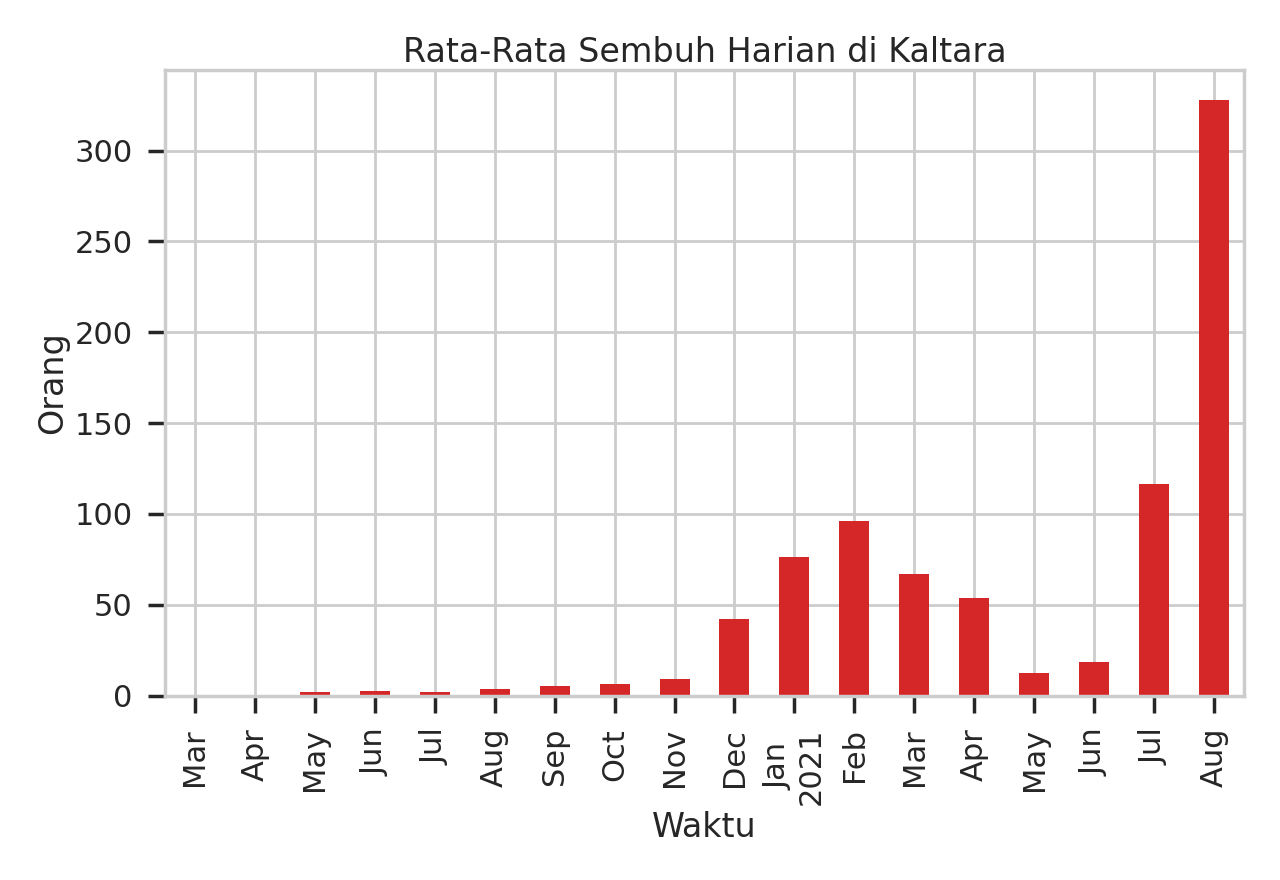 Rata-Rata Sembuh Harian di Kaltara
300
250
200
150
100
50
0
Orang
Mar
Apr
May
Jun
Jul
Aug
Sep
Oct
Nov
Dec
Jan
2021
Feb
Mar
Apr
May
Jun
Jul
Aug
Waktu